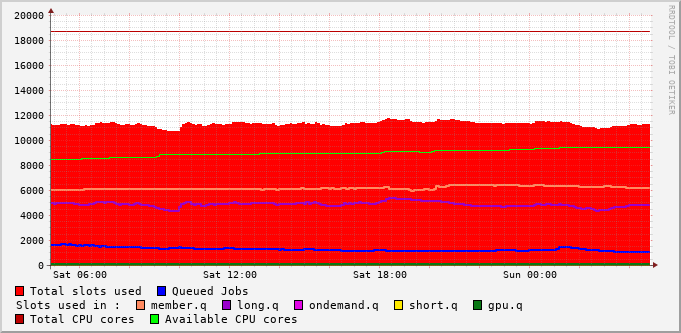 20000
18000
16000
14000
12000
10000
8000
6000
4000
2000
0
Sat 06:00 Sat 12:00 Sat 18:00 Sun 00:00
RRDTOOL / TOBI OETIKER
Total slots used Queued Jobs
Slots used in : member.q long.q ondemand.q short.q gpu.q
Total CPU cores Available CPU cores